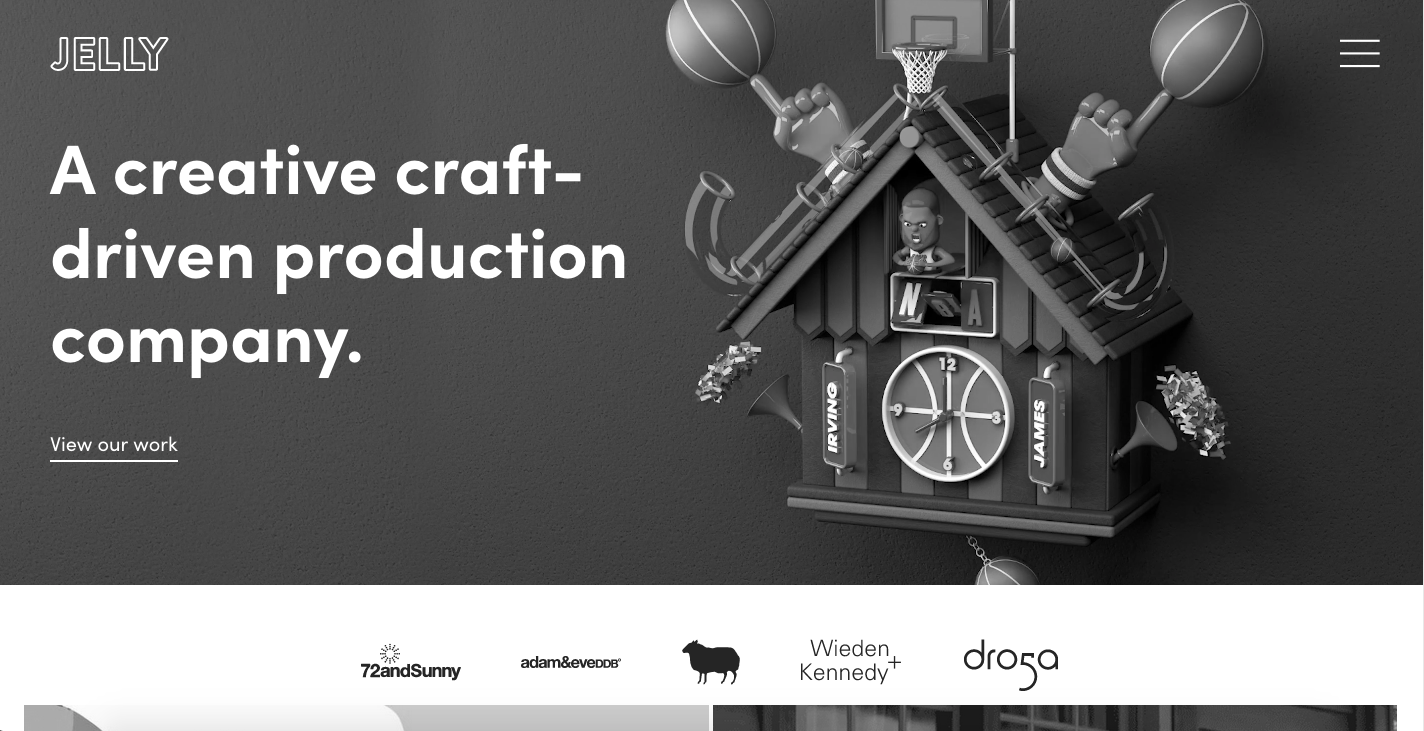 JELLY
A creative craft-
driven production
company.
View our work
NBA
12
9
3
6
IRVING
JAMES
72andSunny
adam&eveDDB°
Wieden
Kennedy+
droga